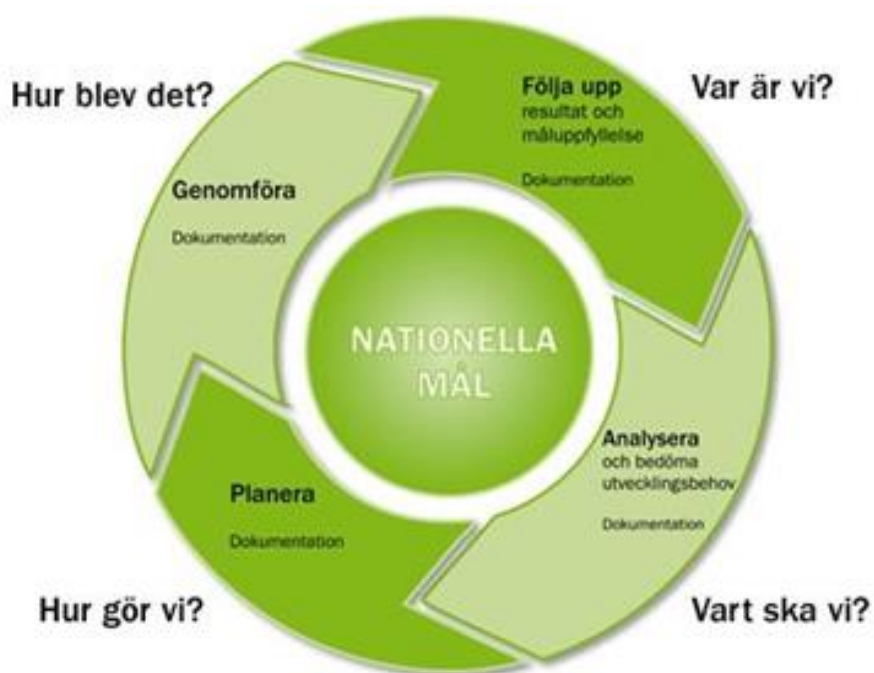 Hur blev det?
Var är vi?
Följa upp
resultat och
måluppfyllelse
Dokumentation
Genomföra
Dokumentation
NATIONELLA
MÅL
Analysera
och bedöma
utvecklingsbehov
Dokumentation
Planera
Dokumentation
Hur gör vi?
Vart ska vi?